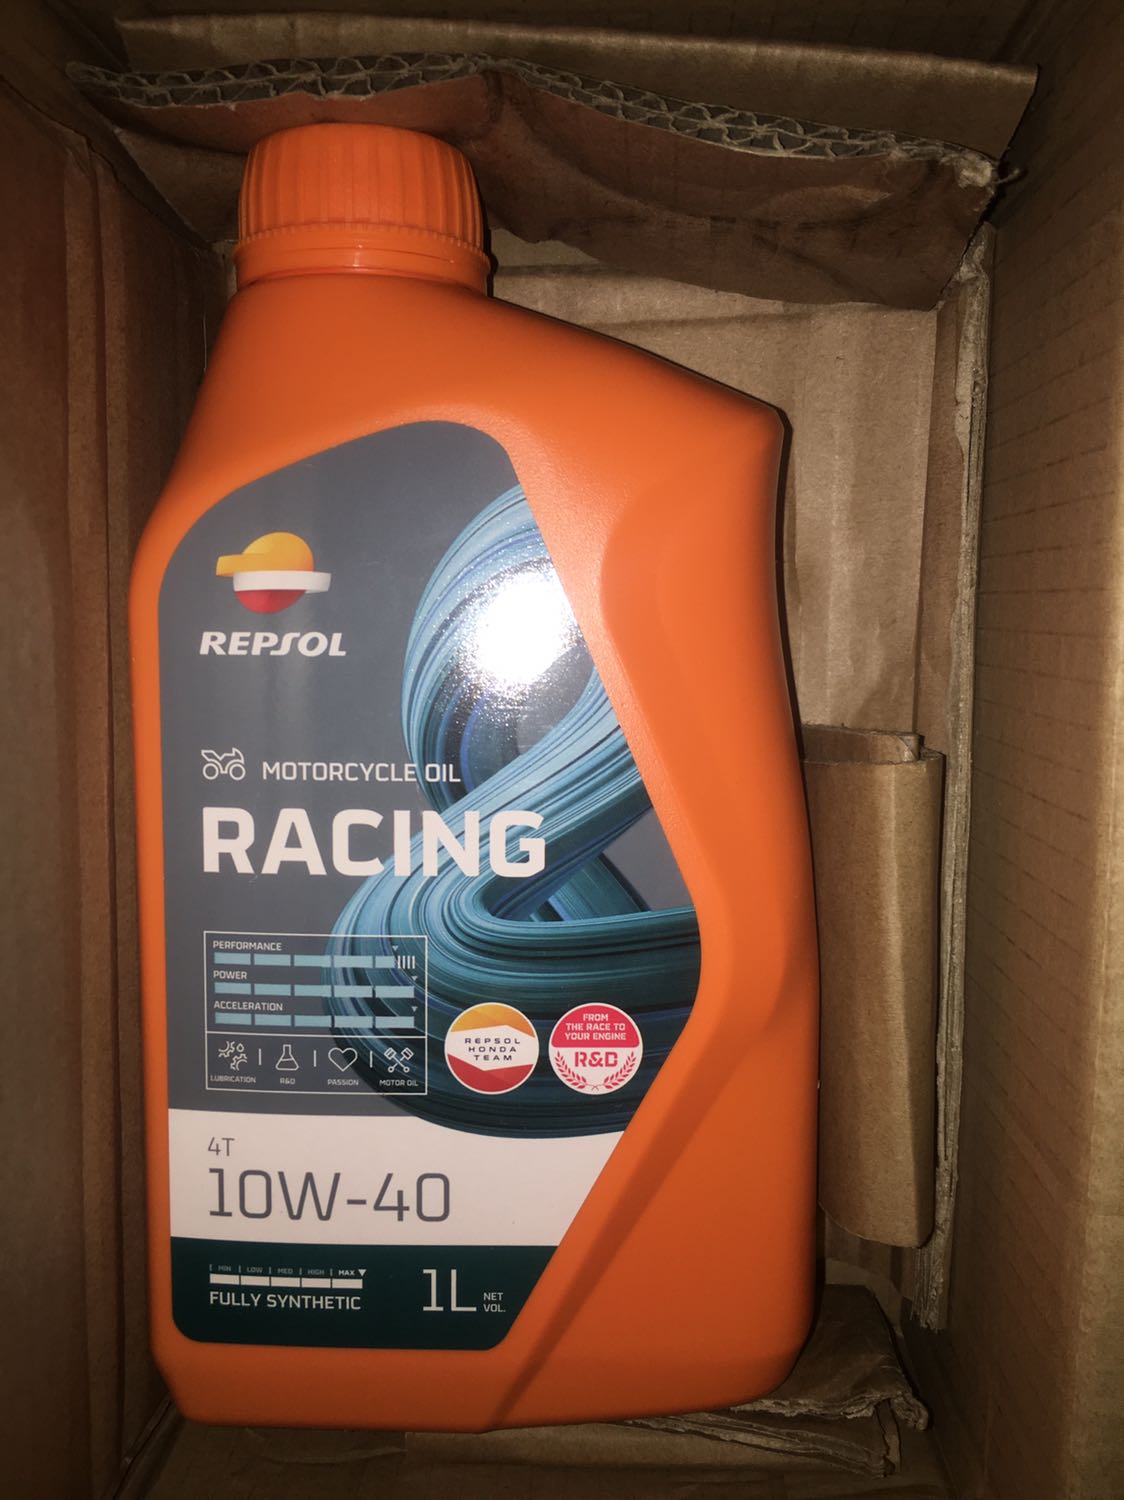 REPSOL
MOTORCYCLE OIL
RACING
PERFORMANCE
POWER
ACCELERATION
LUBRICATION
R&D
PASSION
MOTOR OIL
REPSOL
HONDA
TEAM
FROM
THE RACE TO
YOUR ENGINE
R&D
4T
10W-40
MIN | LOW | MED | HIGH | MAX
FULLY SYNTHETIC
1L NET
VOL.